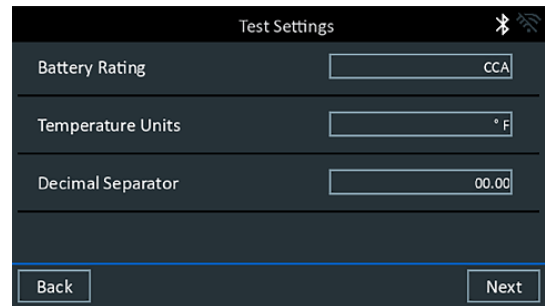 Test Settings
Battery Rating CCA
Temperature Units ° F
Decimal Separator 00.00
Back Next